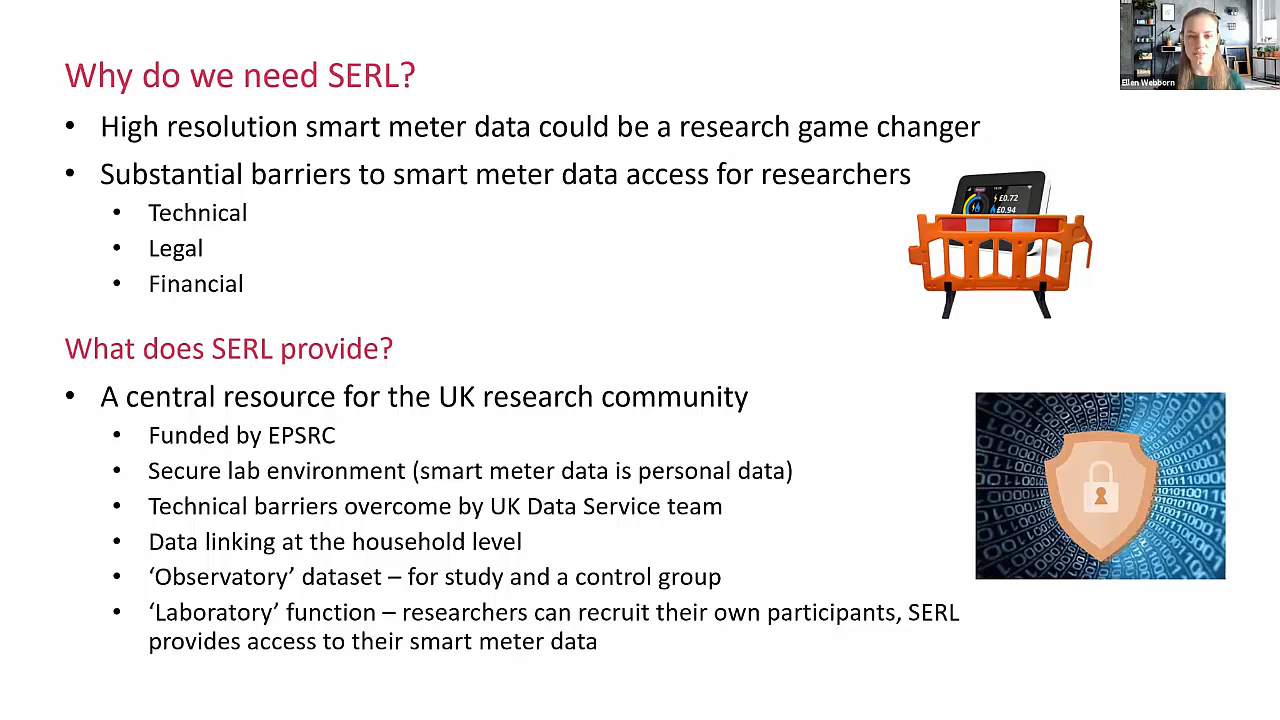 Why do we need SERL?
• High resolution smart meter data could be a research game changer
• Substantial barriers to smart meter data access for researchers
• Technical
• Legal
• Financial
What does SERL provide?
• A central resource for the UK research community
• Funded by EPSRC
• Secure lab environment (smart meter data is personal data)
• Technical barriers overcome by UK Data Service team
• Data linking at the household level
• ‘Observatory’ dataset – for study and a control group
• ‘Laboratory’ function – researchers can recruit their own participants, SERL
provides access to their smart meter data
Ellen Webborn
£0.72
£0.94